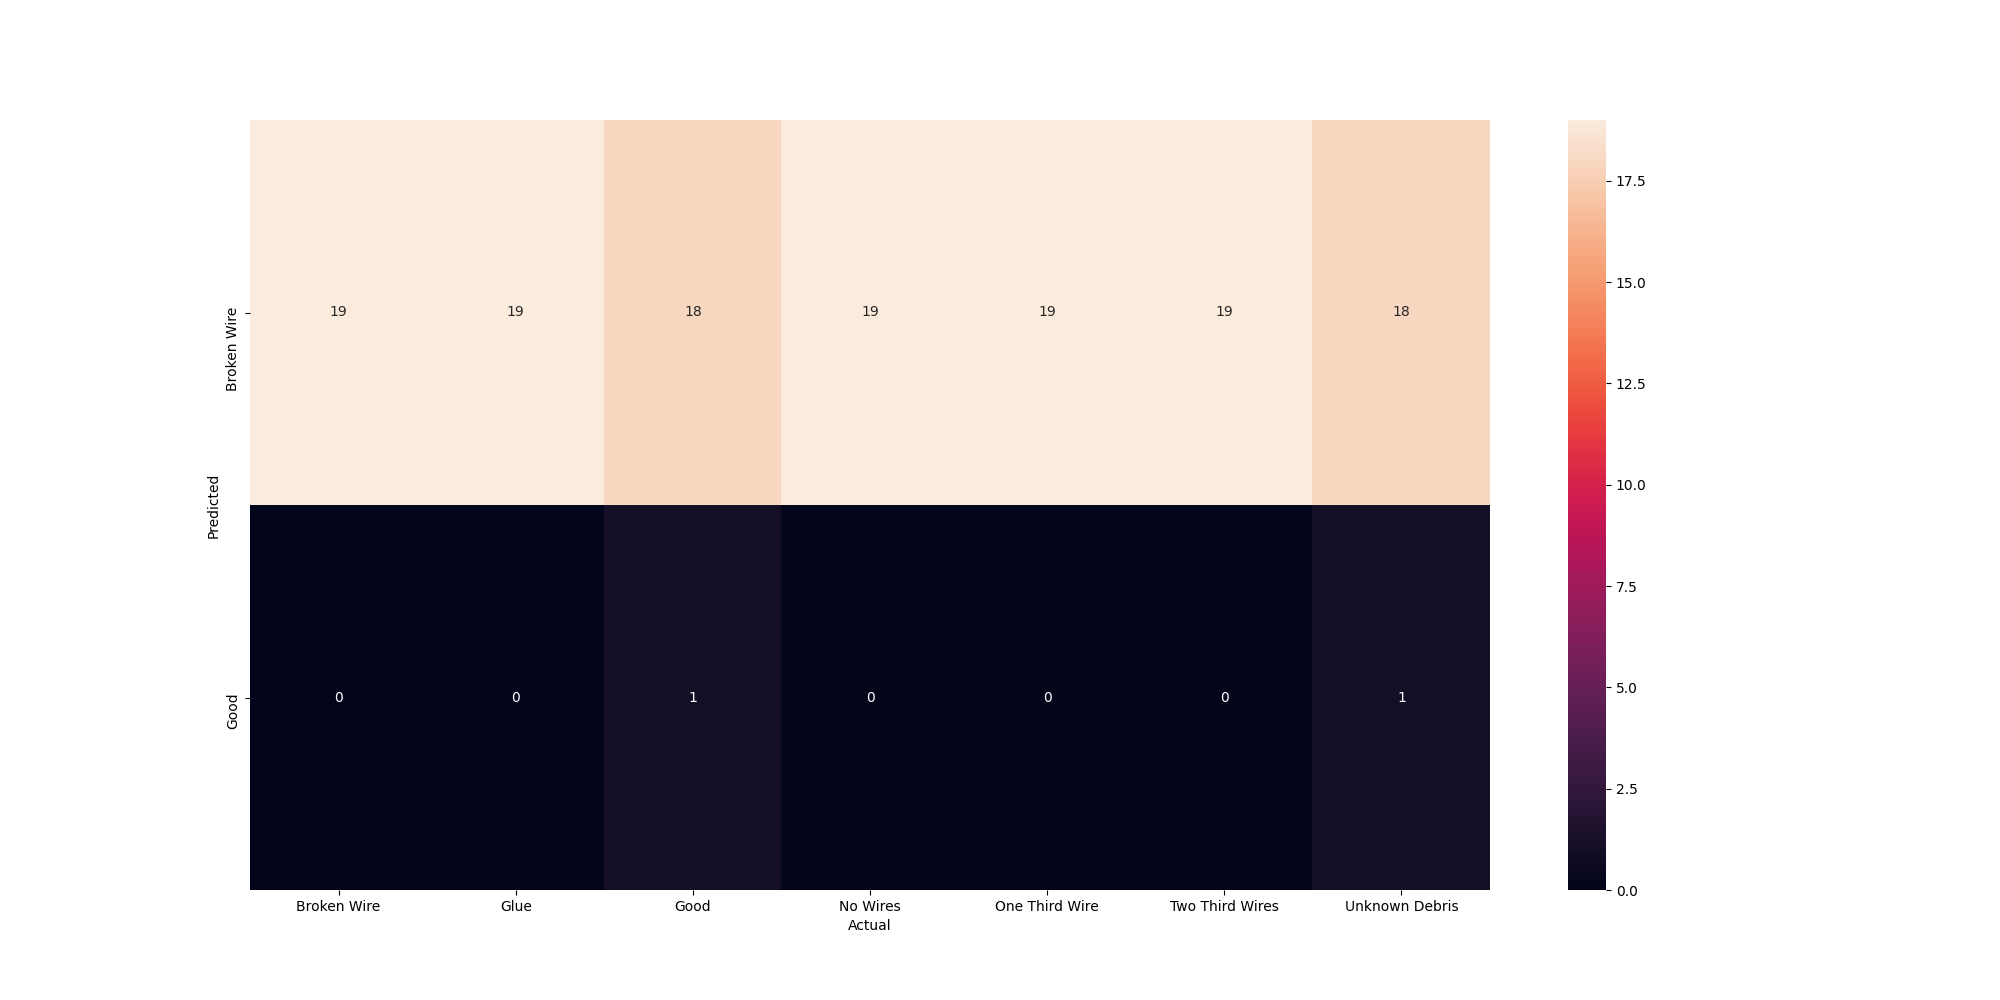 Predicted
Broken Wire
19 19 18 19 19 19 18
Good
0 0 1 0 0 0 1
Broken Wire Glue Good No Wires One Third Wire Two Third Wires Unknown Debris
Actual
17.5
15.0
12.5
10.0
7.5
5.0
2.5
0.0